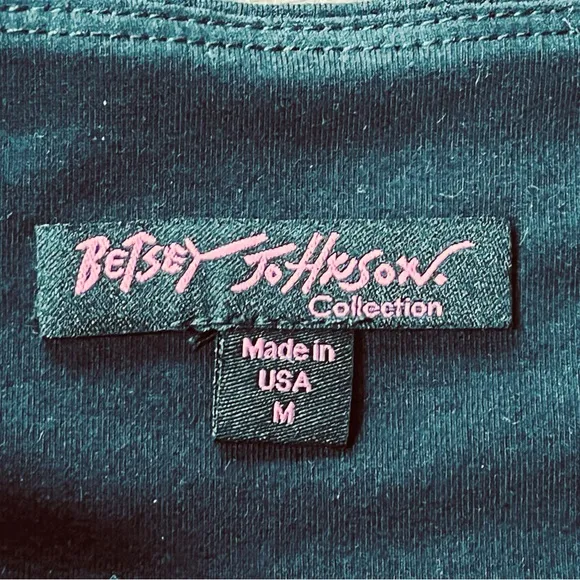 BETSEY JOHNSON.
Collection
Made in
USA
M